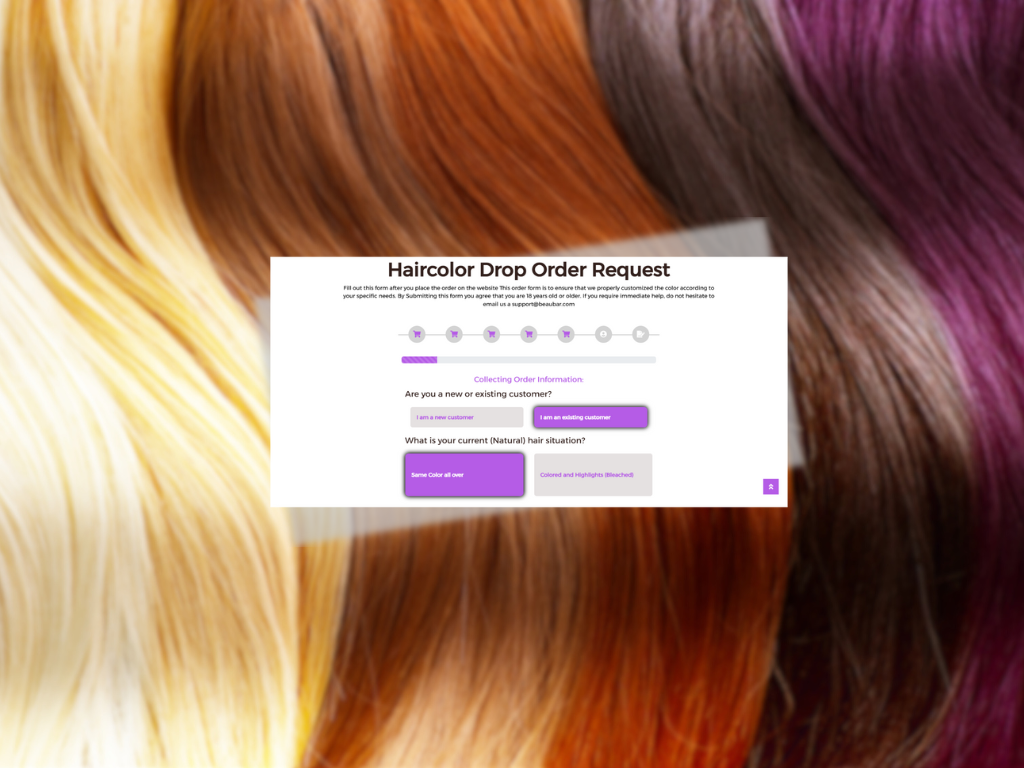 Haircolor Drop Order Request
Fill out this form after you place the order on the website This order form is to ensure that we properly customized the color according to
your specific needs. By Submitting this form you agree that you are 18 years old or older, if you require immediate help, do not hesitate to
email us a support@beaubar.com
Collecting Order Information:
Are you a new or existing customer?
I am a new customer
I am an existing customer
What is your current (Natural) hair situation?
Same Color all over
Colored and Highlights (Bleached)